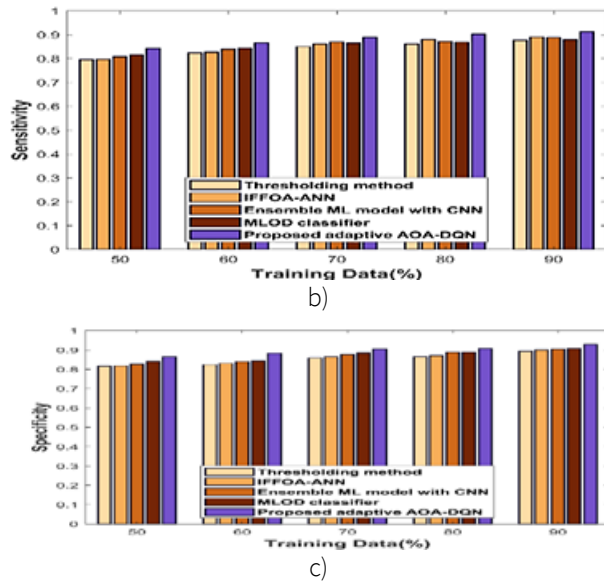 1
0.9
0.8
0.7
0.6
0.5
0.4
0.3
0.2
0.1
0
Sensitivity
Thresholding method
IFFOA-ANN
Ensemble ML model with CNN
MLOD classifier
Proposed adaptive AOA-DQN
50 60 70 80 90
Training Data(%)
b)
1
0.9
0.8
0.7
0.6
0.5
0.4
0.3
0.2
0.1
0
Specificity
Thresholding method
IFFOA-ANN
Ensemble ML model with CNN
MLOD classifier
Proposed adaptive AOA-DQN
50 60 70 80 90
Training Data(%)
c)